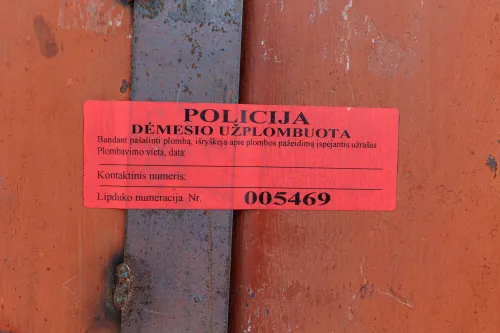 POLICIJA
DĖMESIO UŽPLOMBUOTA
Bandant pašalinti plombą, išryškėja apie plombos pažeidimą įspėjantis užrašas
Plombavimo vieta, data:
Kontaktinis numeris:
Lipduko numeracija Nr. 005469